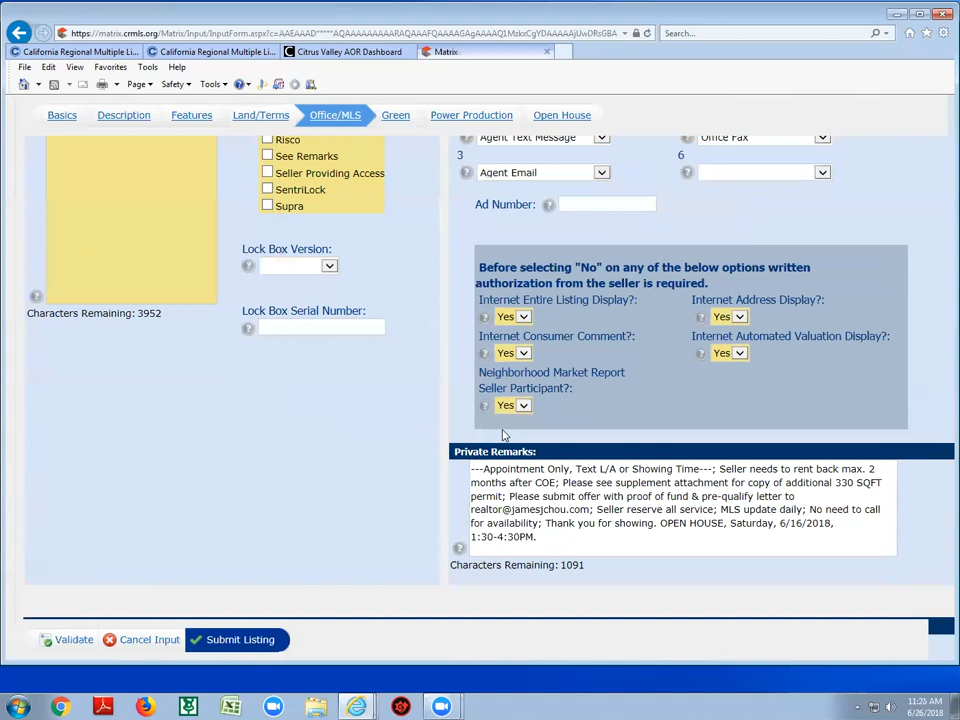 https://matrix.crmls.org/Matrix/InputForm.aspx?c=AAEAAAD*****AQAAAAAAAAARAQAAAFQAAAAGAgAAAAQ1MzkrCgYDAAAAAjUwDRsGBA
Search...
California Regional Multiple Li...
California Regional Multiple Li...
Citrus Valley AOR Dashboard
Matrix
File Edit View Favorites Tools Help
Page Safety Tools
Basics Description Features Land/Terms Office/MLS Green Power Production Open House
Risco
See Remarks
Seller Providing Access
SentriLock
Supra
Characters Remaining: 3952
Lock Box Version:
Lock Box Serial Number:
Agent Text Message
Office Fax
3
6
Agent Email
Ad Number:
Before selecting "No" on any of the below options written
authorization from the seller is required.
Internet Entire Listing Display?:
Internet Address Display?:
Yes
Yes
Internet Consumer Comment?:
Internet Automated Valuation Display?:
Yes
Yes
Neighborhood Market Report
Seller Participant?:
Yes
Private Remarks:
---Appointment Only, Text L/A or Showing Time---; Seller needs to rent back max. 2
months after COE; Please see supplement attachment for copy of additional 330 SQFT
permit; Please submit offer with proof of fund & pre-qualify letter to
realtor@jamesjchou.com; Seller reserve all service; MLS update daily; No need to call
for availability; Thank you for showing. OPEN HOUSE, Saturday, 6/16/2018,
1:30-4:30PM.
Characters Remaining: 1091
Validate
Cancel Input
Submit Listing
6/26/2018